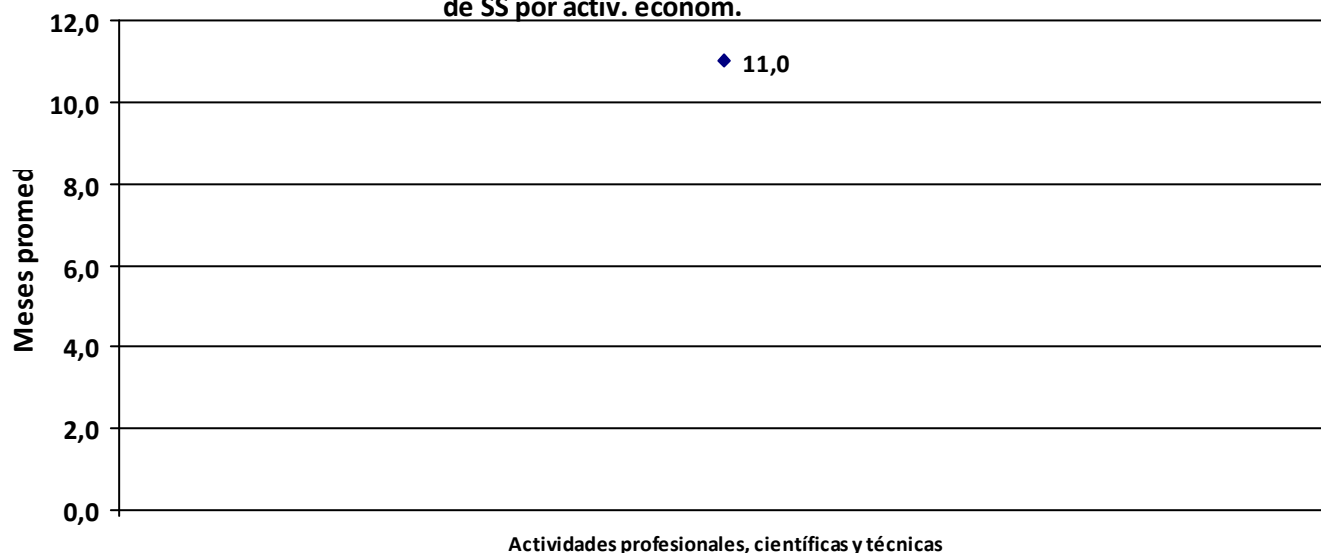 de SS por activ. econom.
12,0
11,0
10,0
8,0
6,0
4,0
2,0
0,0
Meses promed
Actividades profesionales, científicas y técnicas